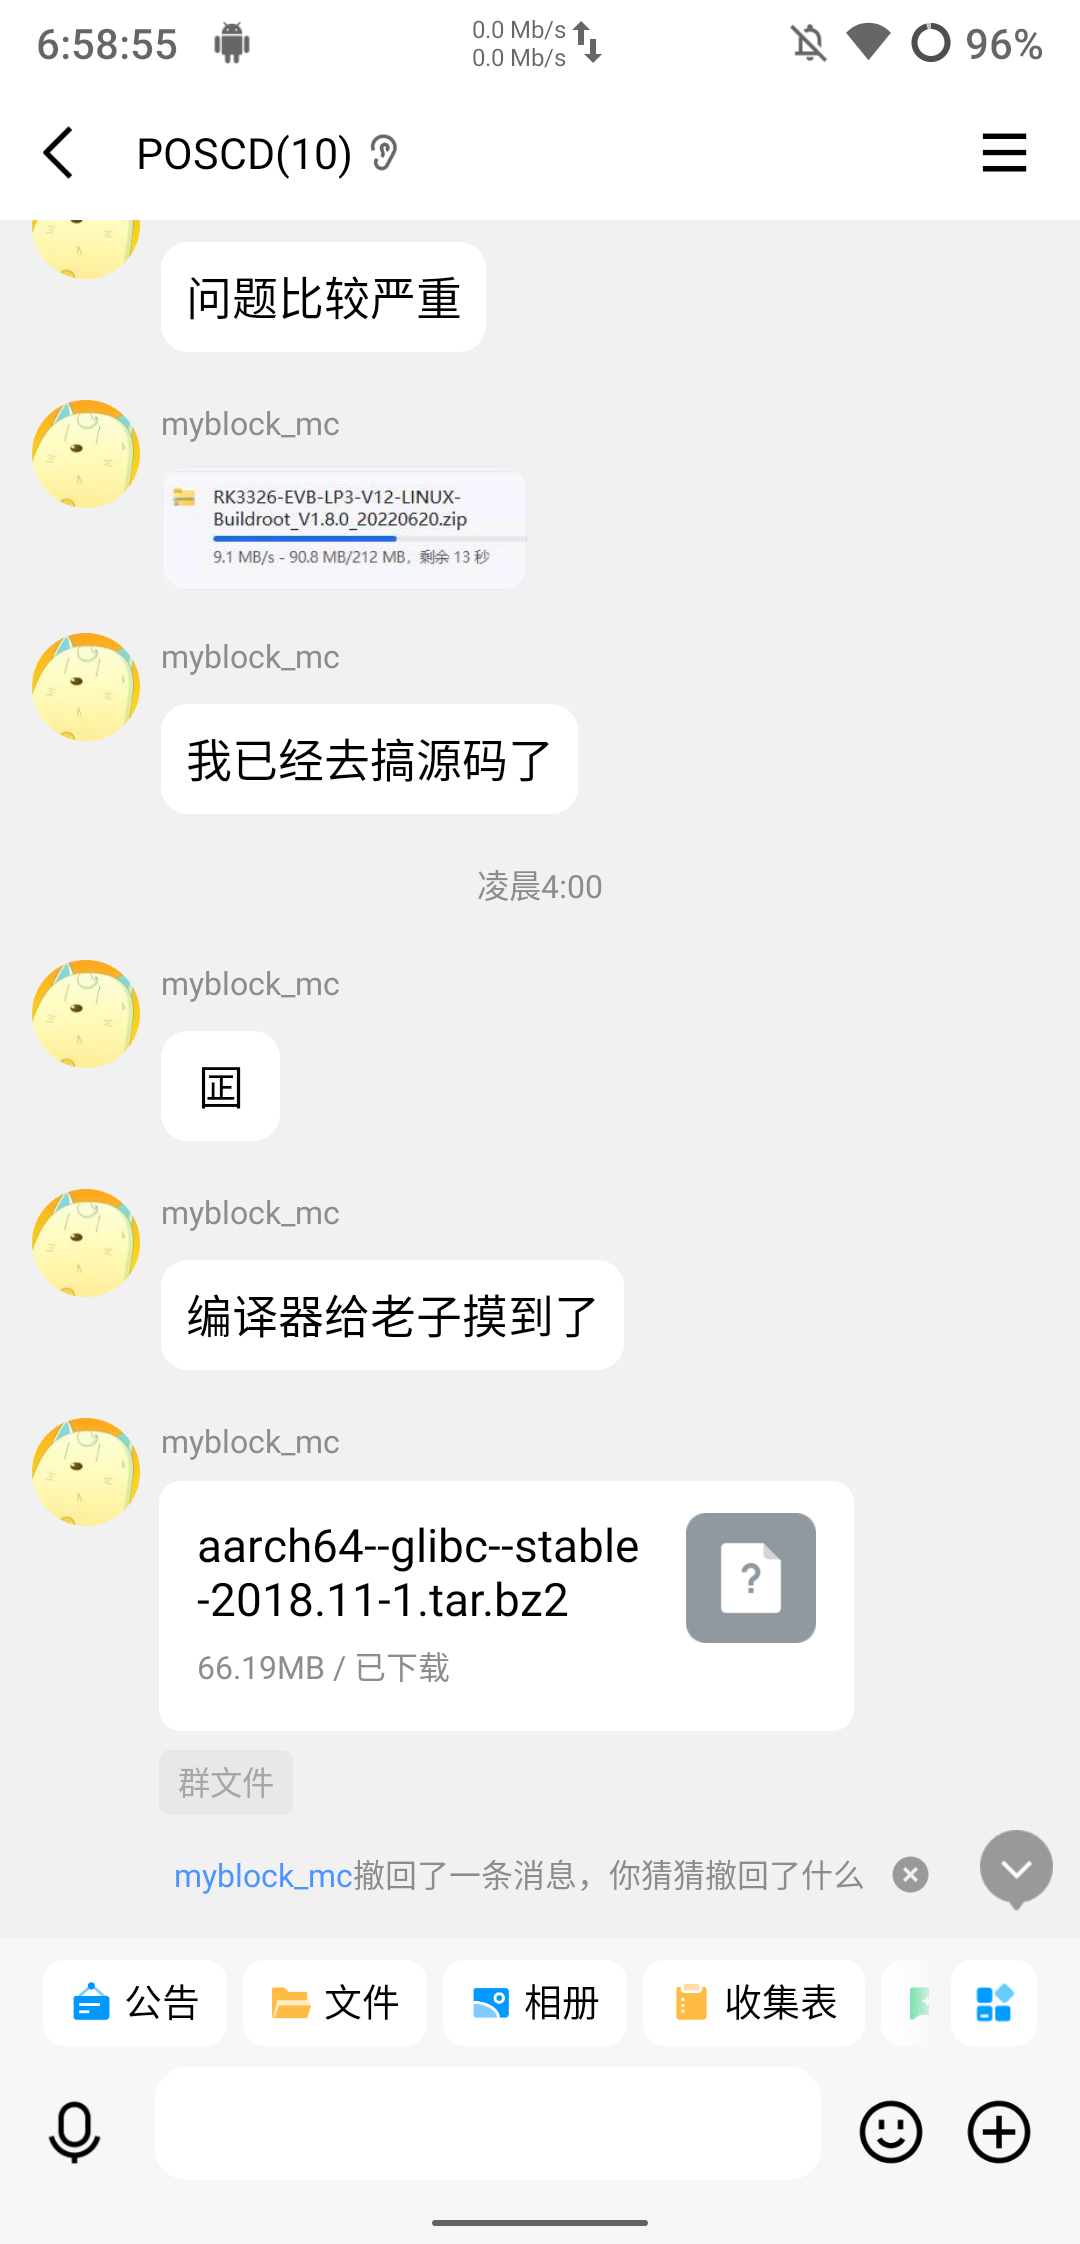 6:58:55
0.0 Mb/s
0.0 Mb/s
96%
POSCD(10)
问题比较严重
myblock_mc
RK3326-EVB-LP3-V12-LINUX-
Buildroot_V1.8.0_20220620.zip
9.1 MB/s - 90.8 MB/212 MB，剩余 13 秒
myblock_mc
我已经去搞源码了
凌晨4:00
myblock_mc
囸
myblock_mc
编译器给老子摸到了
myblock_mc
aarch64--glibc--stable
-2018.11-1.tar.bz2
66.19MB / 已下载
群文件
myblock_mc撤回了一条消息，你猜猜撤回了什么
公告
文件
相册
收集表